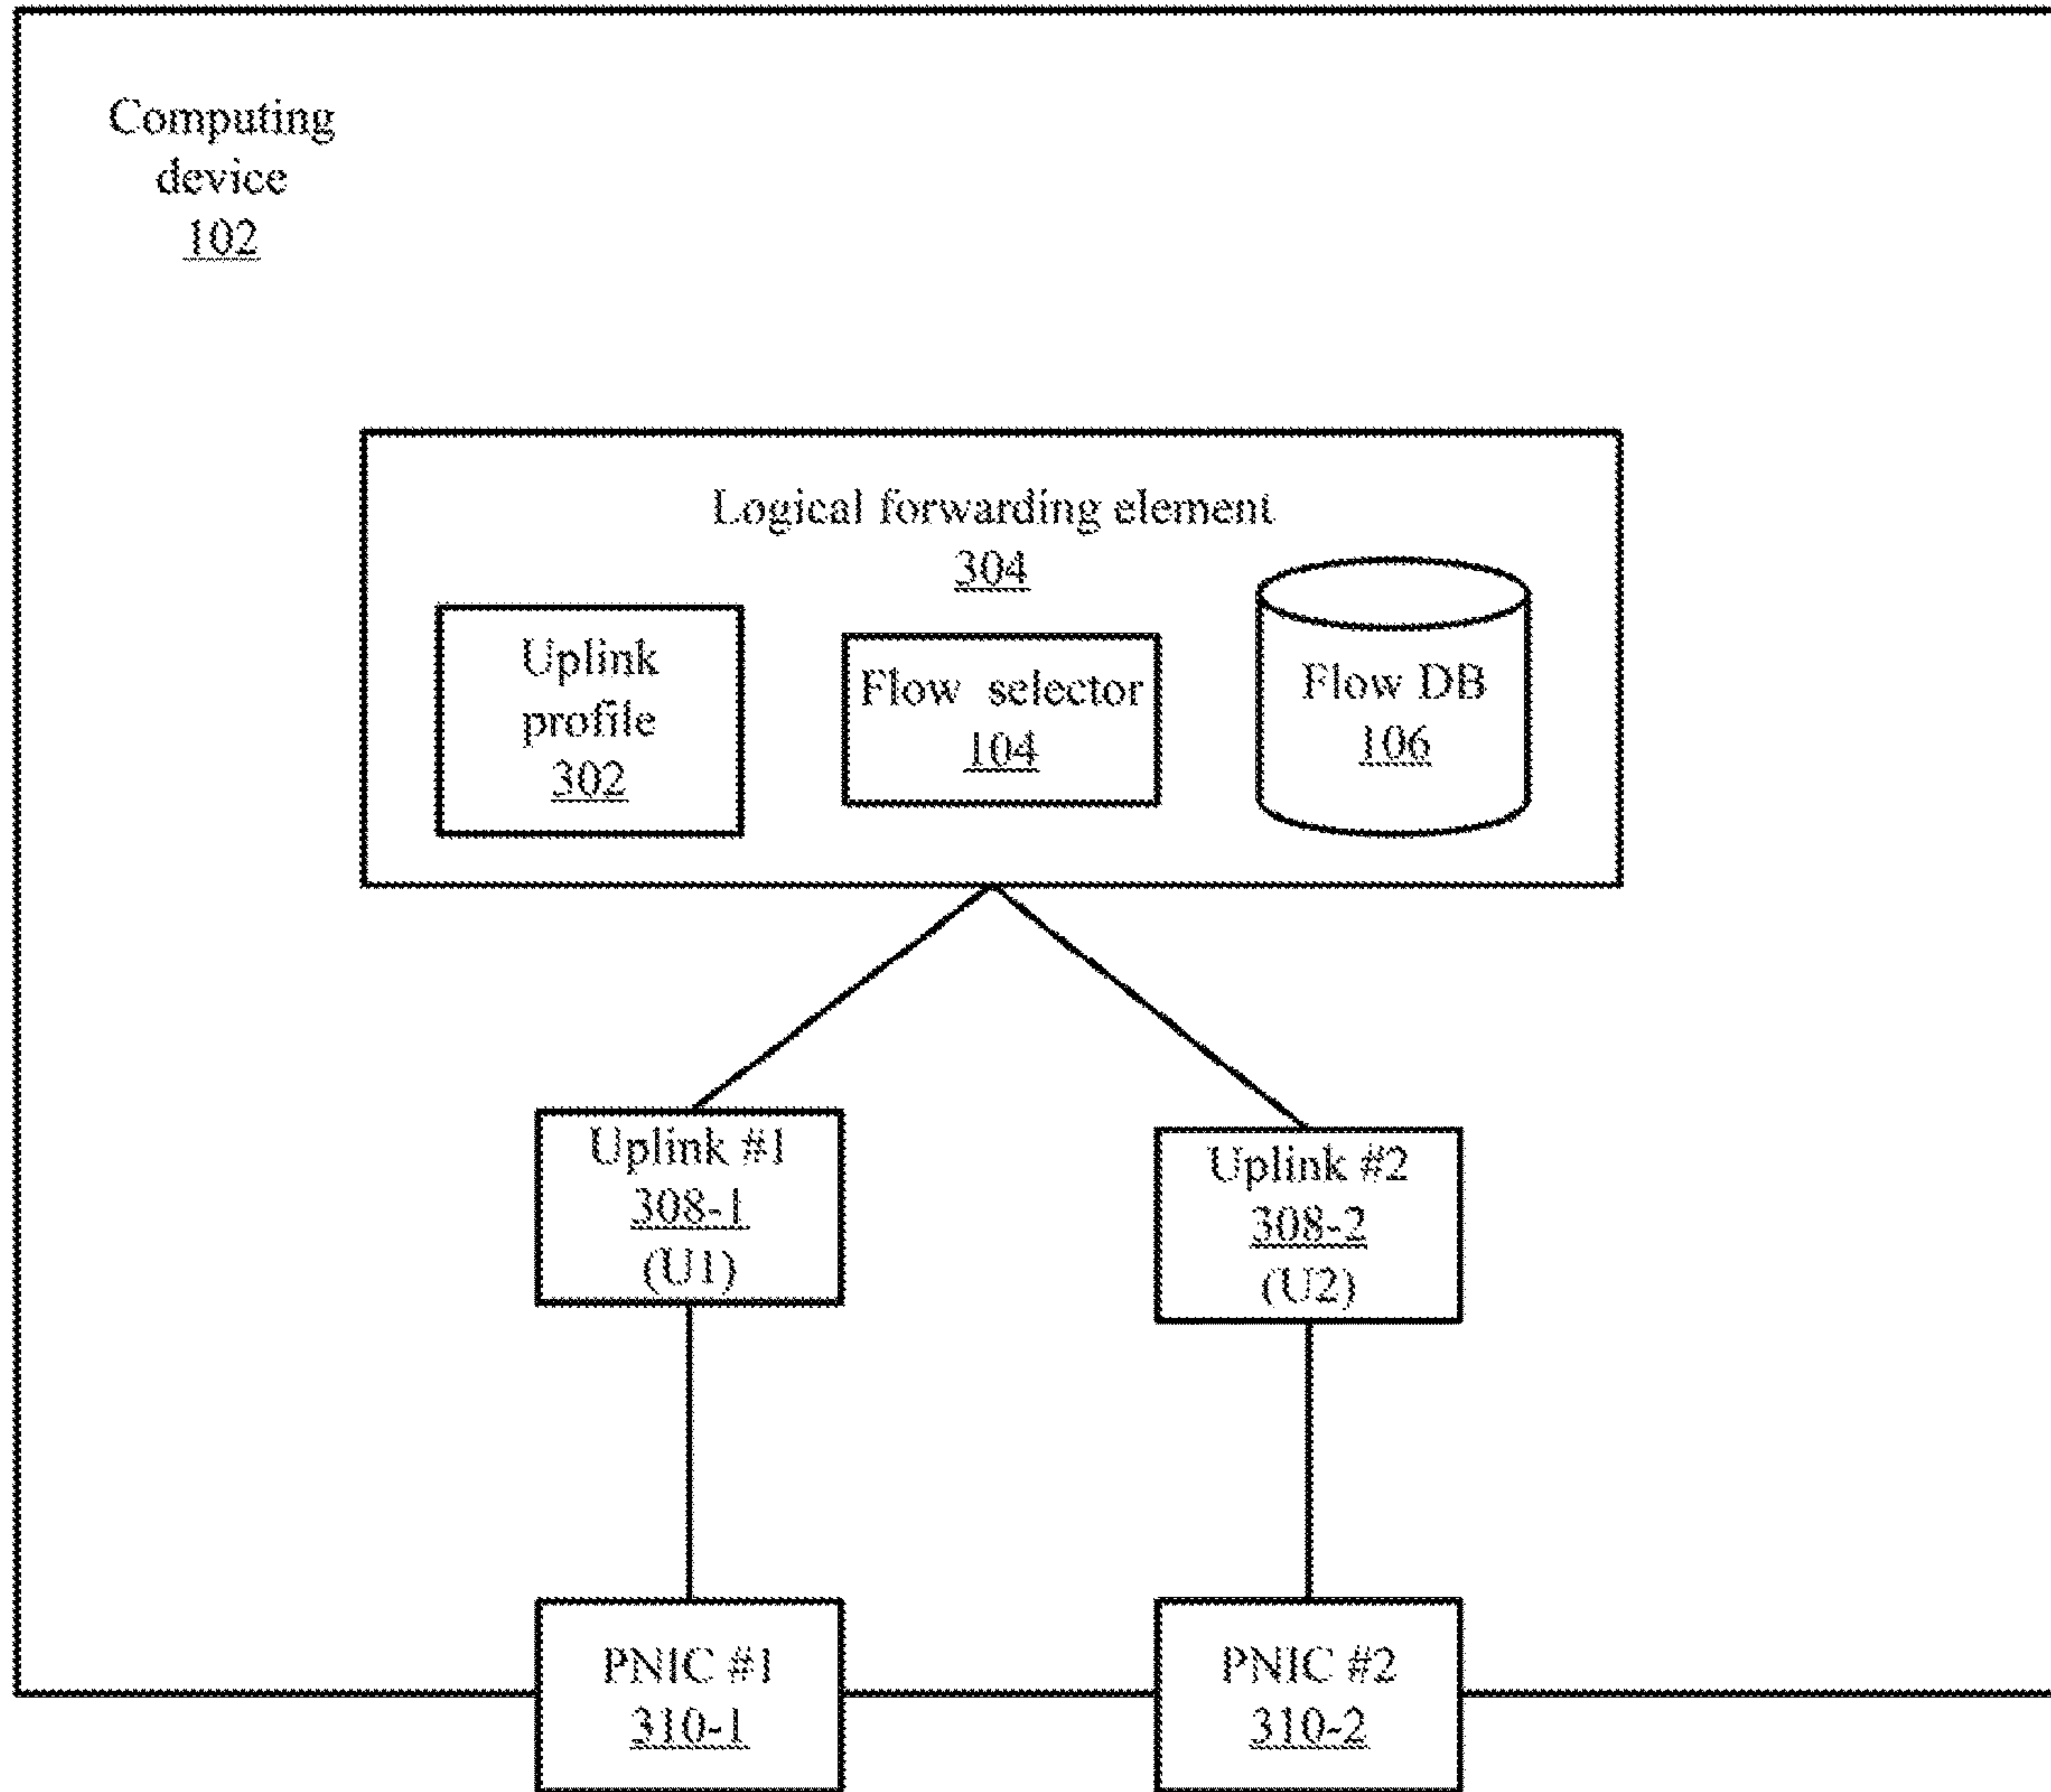 Computing
device
102
Logical forwarding element
304
Uplink
profile
302
Flow selector
104
Flow DB
106
Uplink #1
308-1
(U1)
Uplink #2
308-2
(U2)
PNIC #1
310-1
PNIC #2
310-2